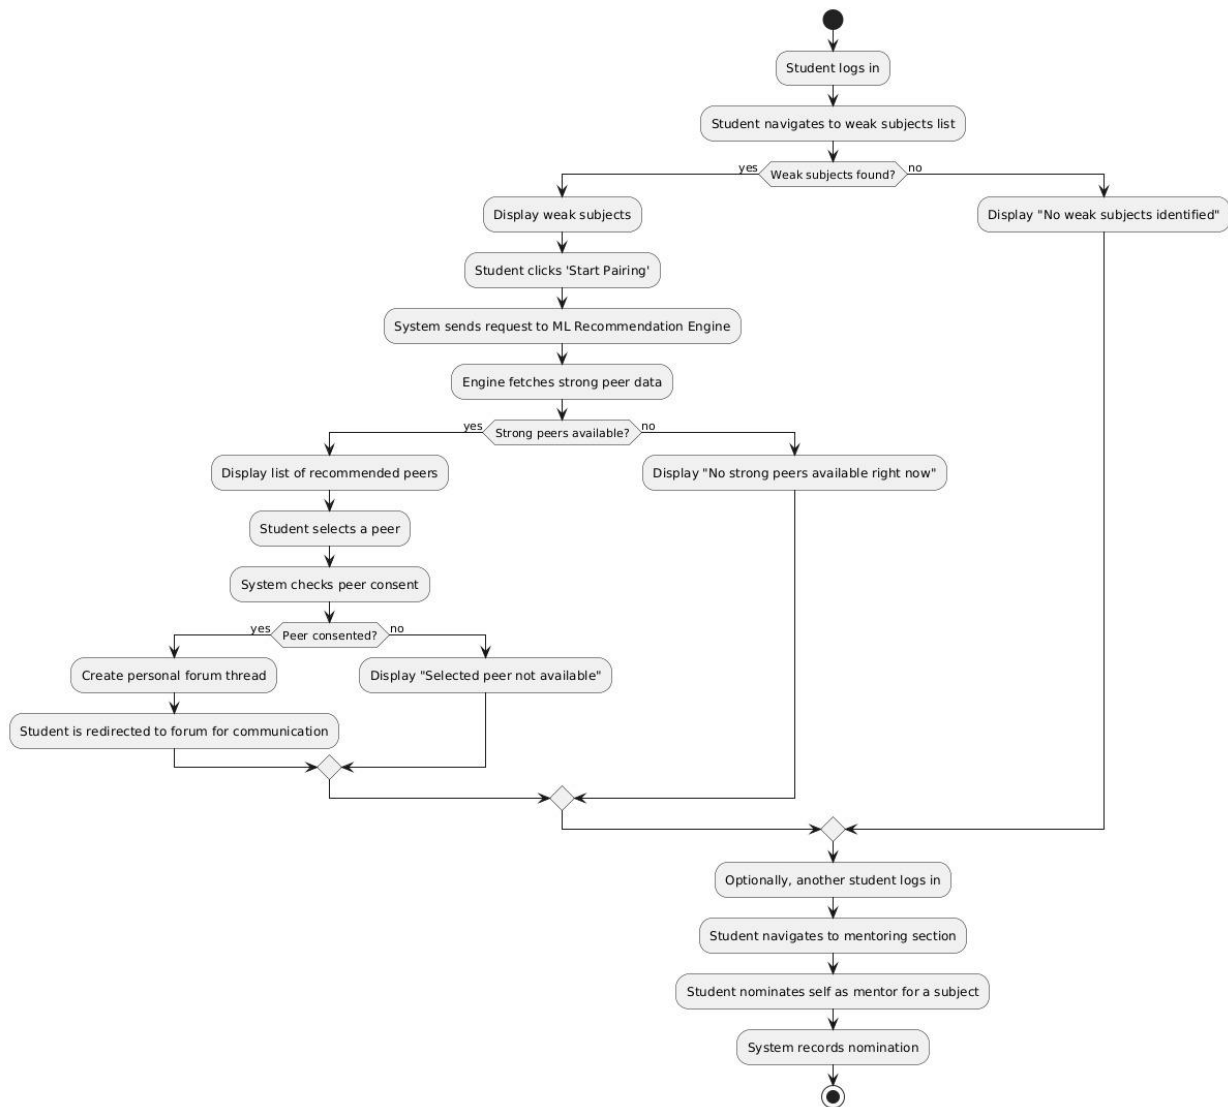 Student logs in
Student navigates to weak subjects list
yes
Weak subjects found?
no
Display weak subjects
Display "No weak subjects identified"
Student clicks 'Start Pairing'
System sends request to ML Recommendation Engine
Engine fetches strong peer data
yes
Strong peers available?
no
Display list of recommended peers
Display "No strong peers available right now"
Student selects a peer
System checks peer consent
yes
Peer consented?
no
Create personal forum thread
Display "Selected peer not available"
Student is redirected to forum for communication
Optionally, another student logs in
Student navigates to mentoring section
Student nominates self as mentor for a subject
System records nomination